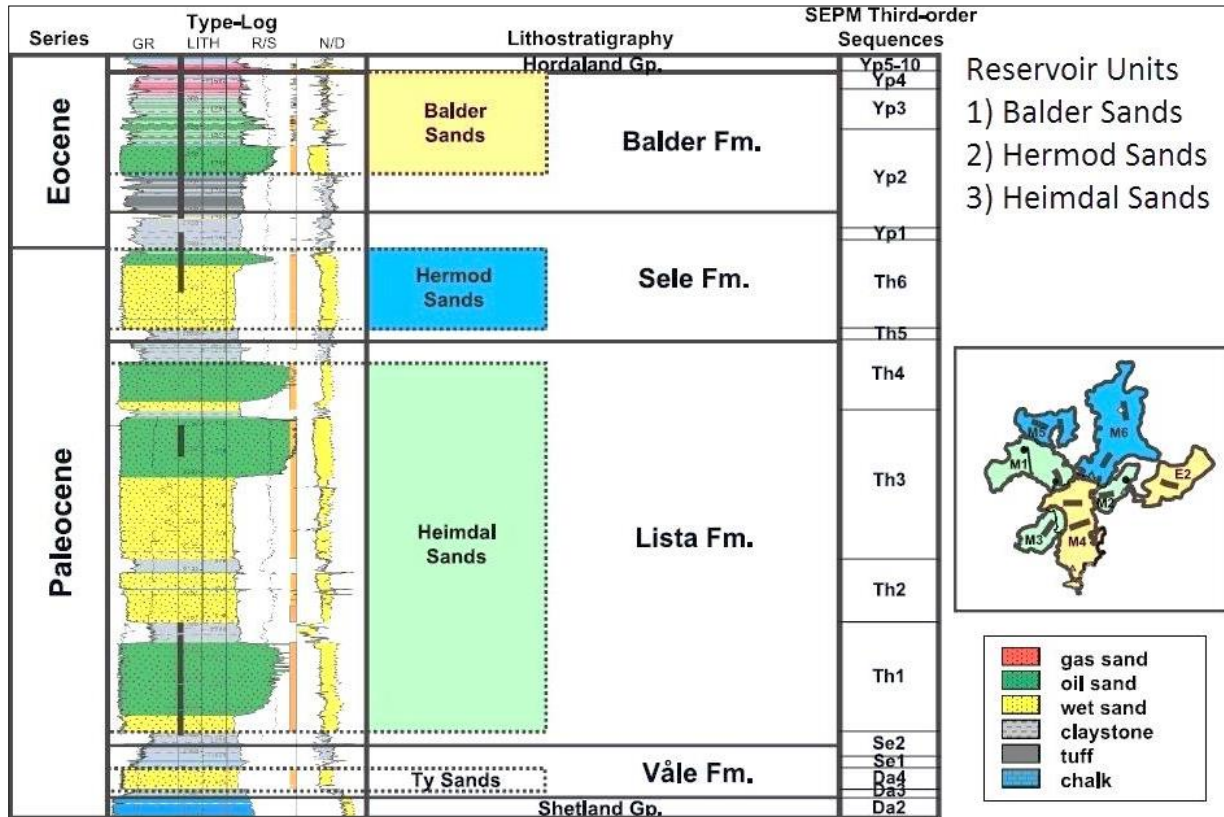 Series
Type-Log
GR LITH R/S N/D
Lithostratigraphy
SEPM Third-order
Sequences
Eocene
Paleocene
Hordaland Gp.
Balder
Sands
Balder Fm.
Hermod
Sands
Sele Fm.
Heimdal
Sands
Lista Fm.
Ty Sands
Våle Fm.
Shetland Gp.
Yp5-10
Yp4
Yp3
Yp2
Yp1
Th6
Th5
Th4
Th3
Th2
Th1
Se2
Se1
Da4
Da3
Da2
Reservoir Units
1) Balder Sands
2) Hermod Sands
3) Heimdal Sands
M5
M6
M1
E2
M2
M3
M4
gas sand
oil sand
wet sand
claystone
tuff
chalk